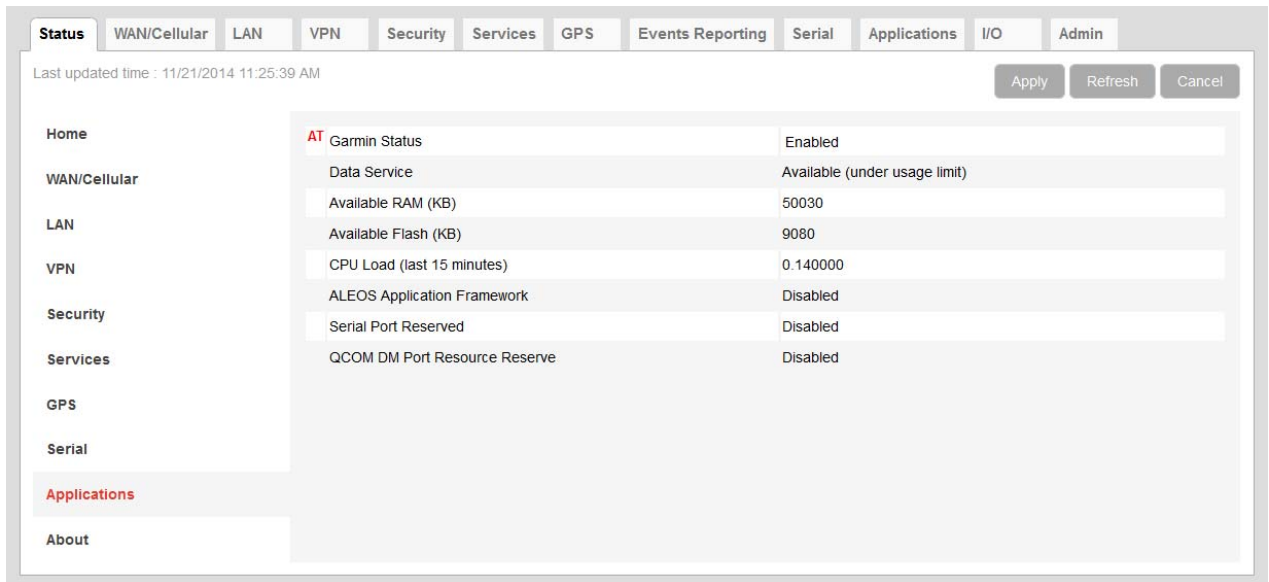 Status WAN/Cellular LAN VPN Security Services GPS Events Reporting Serial Applications I/O Admin
Last updated time : 11/21/2014 11:25:39 AM
Apply Refresh Cancel
Home
WAN/Cellular
LAN
VPN
Security
Services
GPS
Serial
Applications
About
AT Garmin Status Enabled
Data Service Available (under usage limit)
Available RAM (KB) 50030
Available Flash (KB) 9080
CPU Load (last 15 minutes) 0.140000
ALEOS Application Framework Disabled
Serial Port Reserved Disabled
QCOM DM Port Resource Reserve Disabled